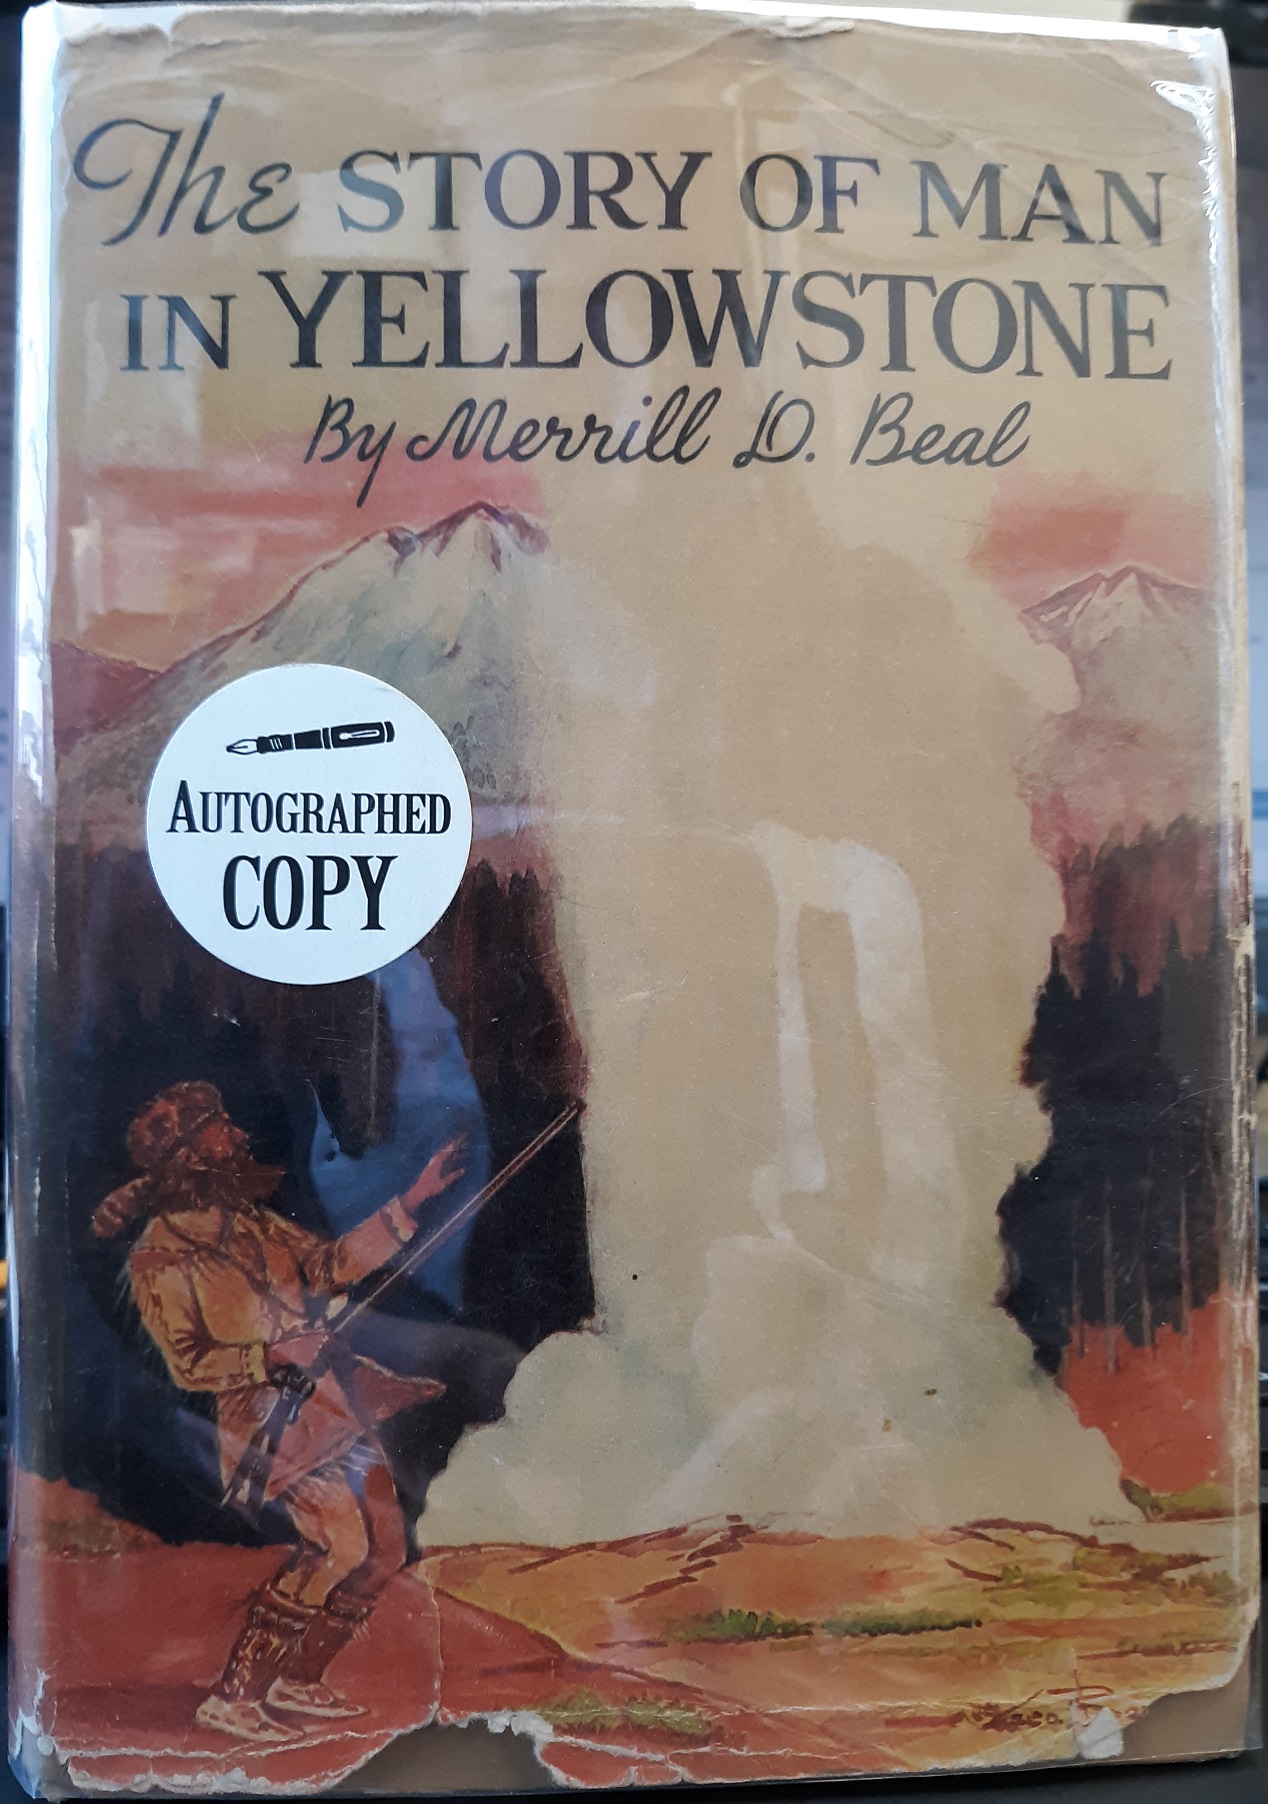 The STORY OF MAN
IN YELLOWSTONE
By Merrill D. Beal
AUTOGRAPHED
COPY